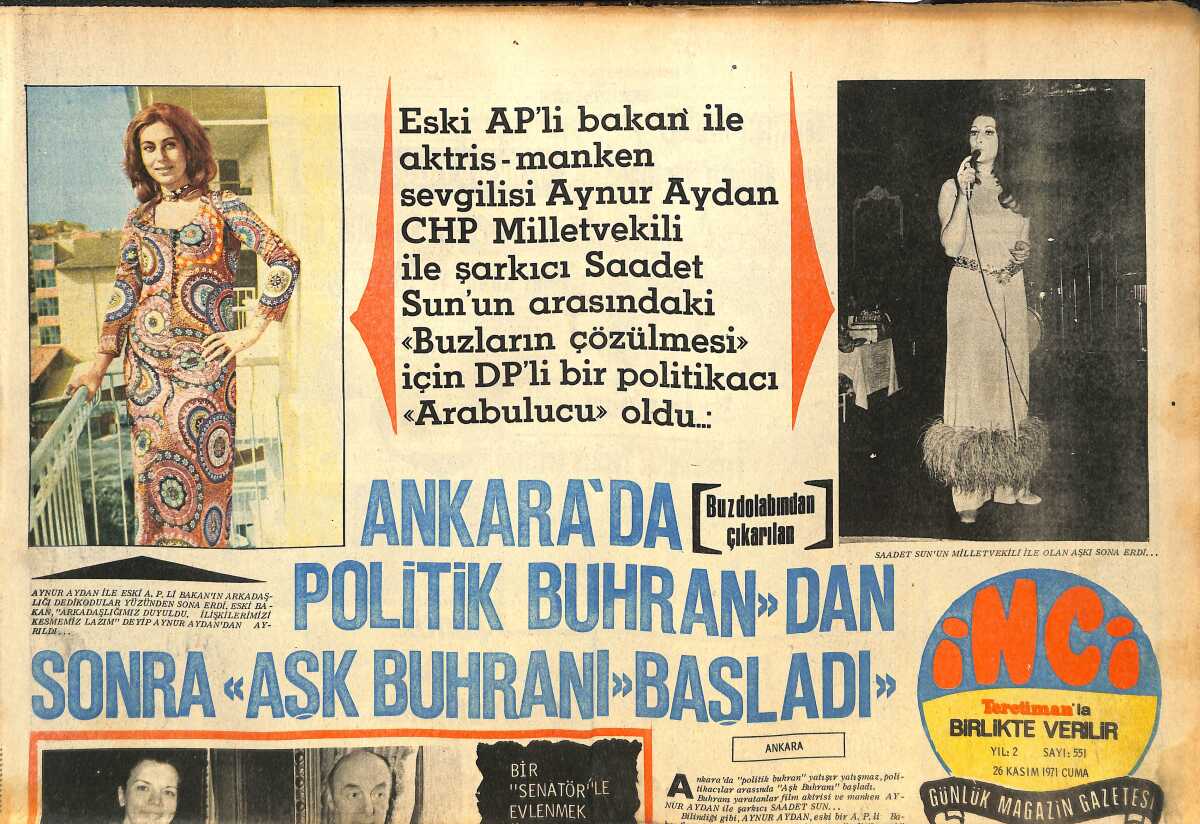 Eski AP'li bakan ile
aktris-manken
sevgilisi Aynur Aydan
CHP Milletvekili
ile şarkıcı Saadet
Sun'un arasındaki
«Buzların çözülmesi»
için DP'li bir politikacı
«Arabulucu» oldu...
SAADET SUN'UN MİLLETVEKİLİ İLE OLAN AŞKI SONA ERDİ...
AYNUR AYDAN İLE ESKİ A. P. Lİ BAKAN'IN ARKADAŞ-
LIĞI DEDİKODULAR YÜZÜNDEN SONA ERDİ, ESKİ BA-
KAN, "ARKADAŞLIĞIMIZ DUYULDU. İLİŞKİLERİMİZİ
KESMEMİZ LAZIM" DEYİP AYNUR AYDAN'DAN AY-
RILDI...
ANKARA'DA
Buzdolabından
çıkarılan
POLİTİK BUHRAN»DAN
SONRA «AŞK BUHRANI» BAŞLADI»
İNCİ
Tercüman'la
BİRLİKTE VERİLİR
YIL: 2 SAYI: 551
26 KASIM 1971 CUMA
GÜNLÜK MAGAZİN GAZETESİ
BİR
"SENATÖR"LE
EVLENMEK
ANKARA
Ankara'da "politik buhran" yatışır yatışmaz, poli-
tikacılar arasında "Aşk Buhranı" başladı.
Buhranı yaratanlar film aktrisi ve manken AY-
NUR AYDAN ile şarkıcı SAADET SUN...
Bilindiği gibi, AYNUR AYDAN, eski bir A. P. li Ba-